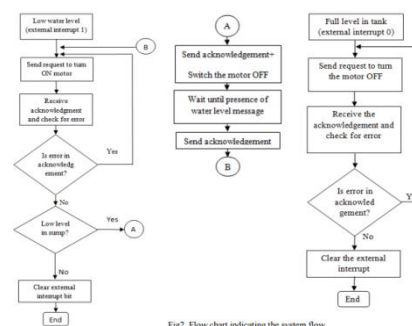 Low water level
(external interrupt 1)
B
Send request to turn
ON motor
Receive
acknowledgment
and check for error
Is error in
acknowledg
ement?
Yes
No
Low level
in sump?
Yes
A
No
Clear external
interrupt bit
End
A
Send acknowledgement+
Switch the motor OFF
Wait until presence of
water level message
Send acknowledgement
B
Full level in tank
(external interrupt 0)
Send request to turn
the motor OFF
Receive the
acknowledgement and
check for error
Is error in
acknowled
gement?
Y
No
Clear the external
interrupt
End
Fig2. Flow chart indicating the system flow